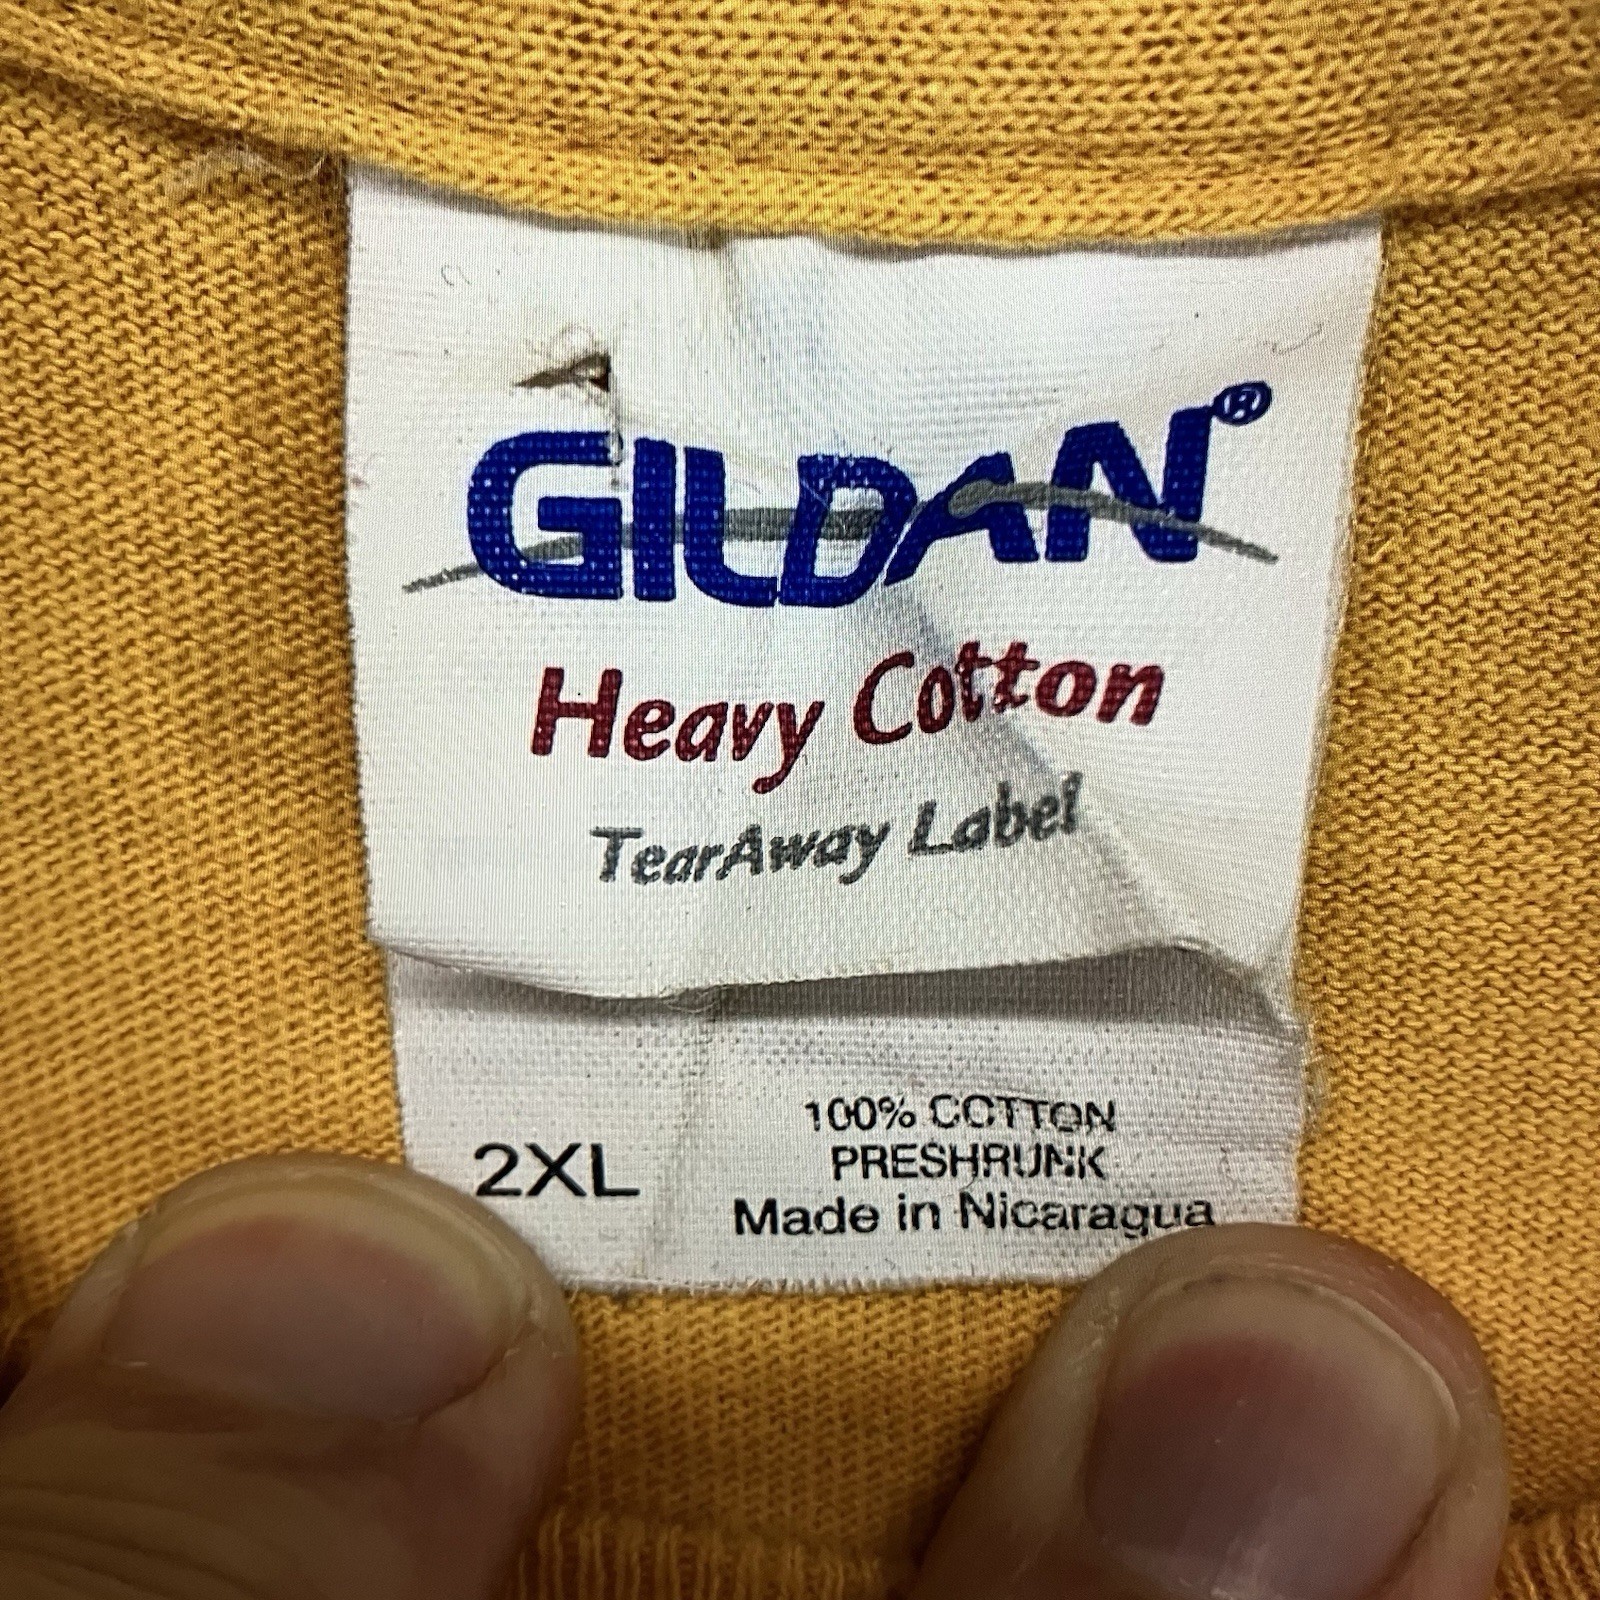 GILDAN®
Heavy Cotton
TearAway Label
2XL
100% COTTON
PRESHRUNK
Made in Nicaragua